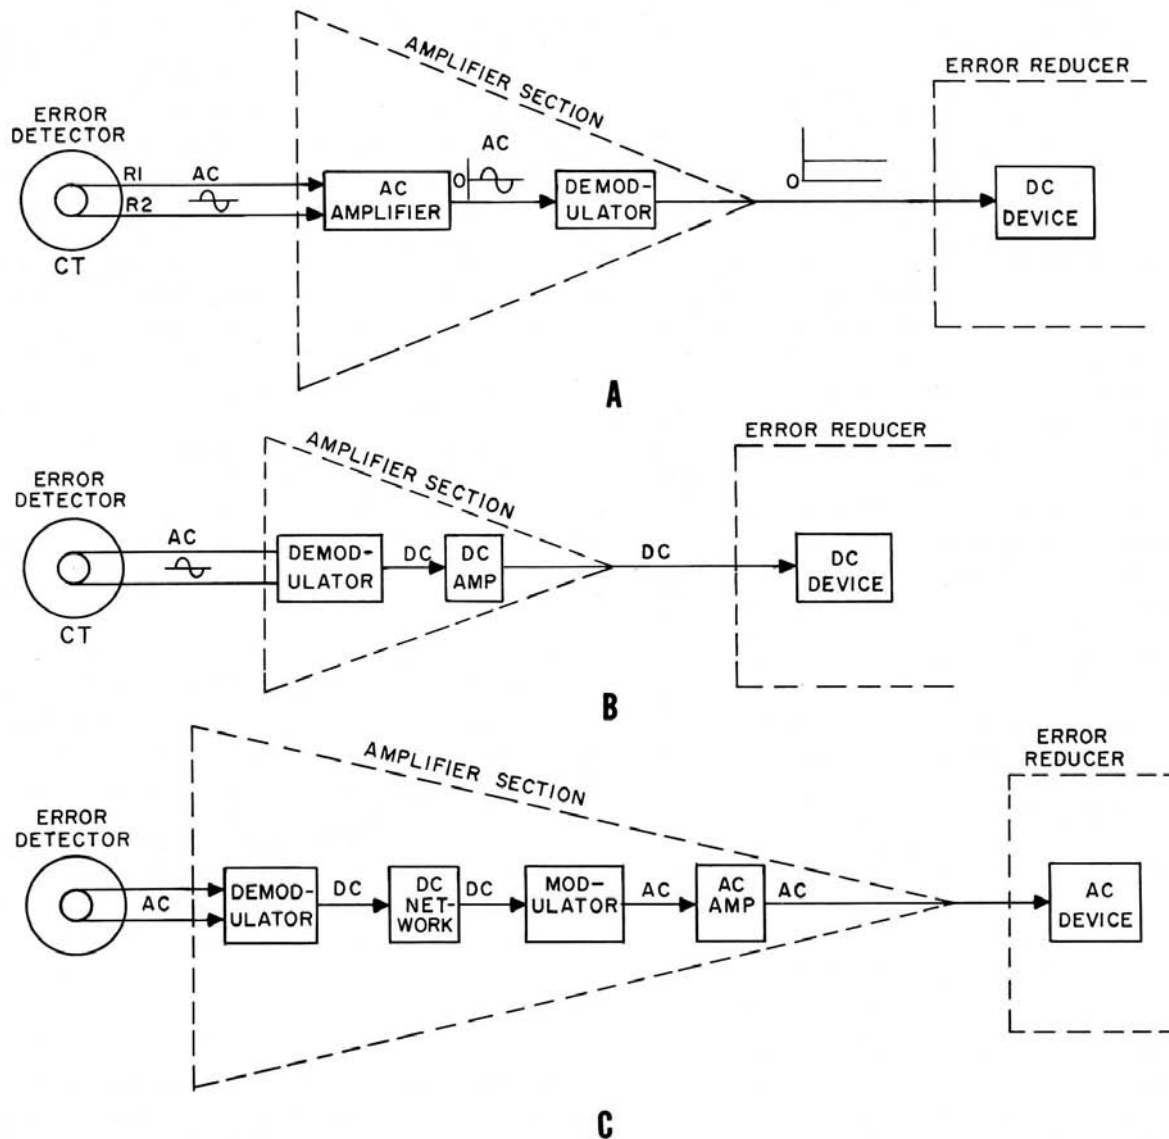 AMPLIFIER SECTION
ERROR REDUCER
ERROR
DETECTOR
R1
AC
R2
CT
AC
AMPLIFIER
AC
0
DEMOD-
ULATOR
0
DC
DEVICE
A
AMPLIFIER SECTION
ERROR REDUCER
ERROR
DETECTOR
AC
CT
DEMOD-
ULATOR
DC
DC
AMP
DC
DC
DEVICE
B
AMPLIFIER SECTION
ERROR
REDUCER
ERROR
DETECTOR
AC
DEMOD-
ULATOR
DC
DC
NET-
WORK
DC
MOD-
ULATOR
AC
AC
AMP
AC
AC
DEVICE
C